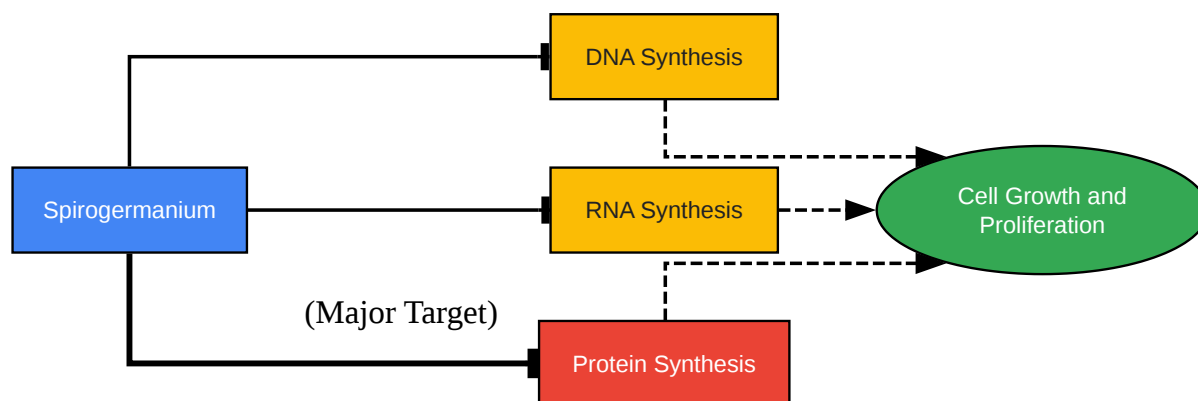 DNA Synthesis
Spirogermanium
RNA Synthesis
Cell Growth and
Proliferation
(Major Target)
Protein Synthesis